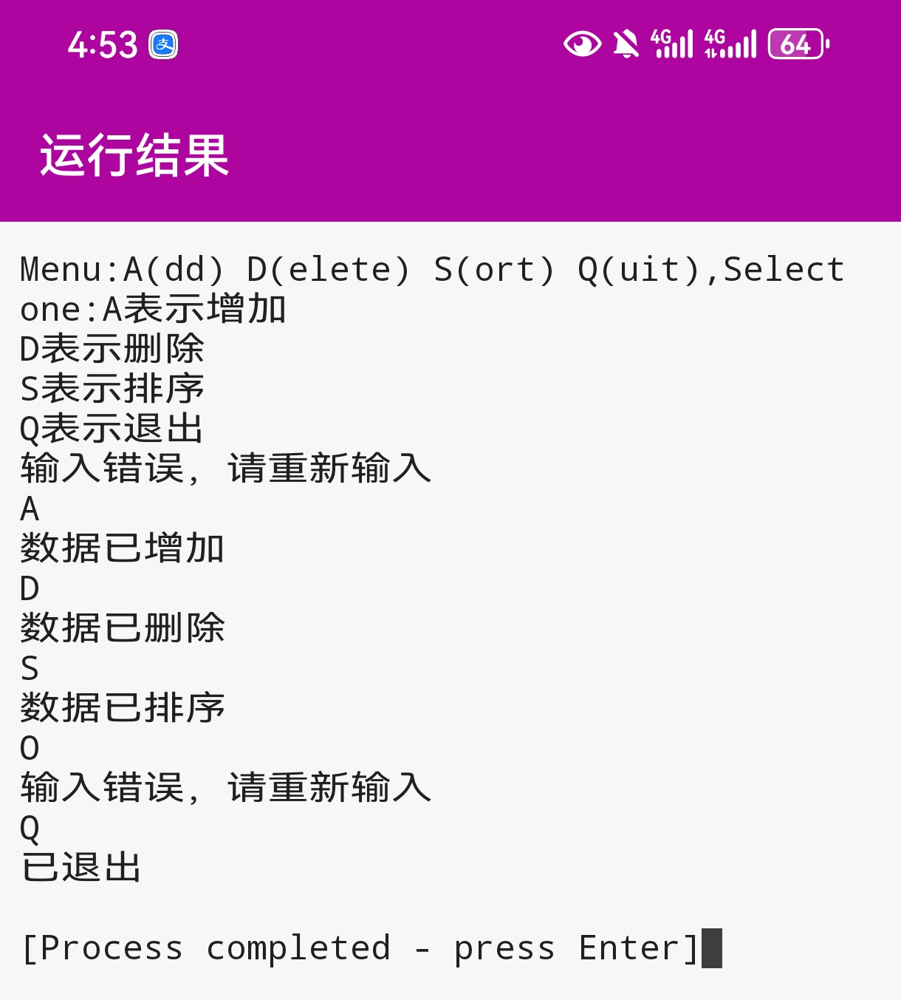 4:53 支 4G 4G 64
运行结果
Menu:A(dd) D(elete) S(ort) Q(uit),Select
one:A表示增加
D表示删除
S表示排序
Q表示退出
输入错误, 请重新输入
A
数据已增加
D
数据已删除
S
数据已排序
O
输入错误, 请重新输入
Q
已退出
[Process completed - press Enter]